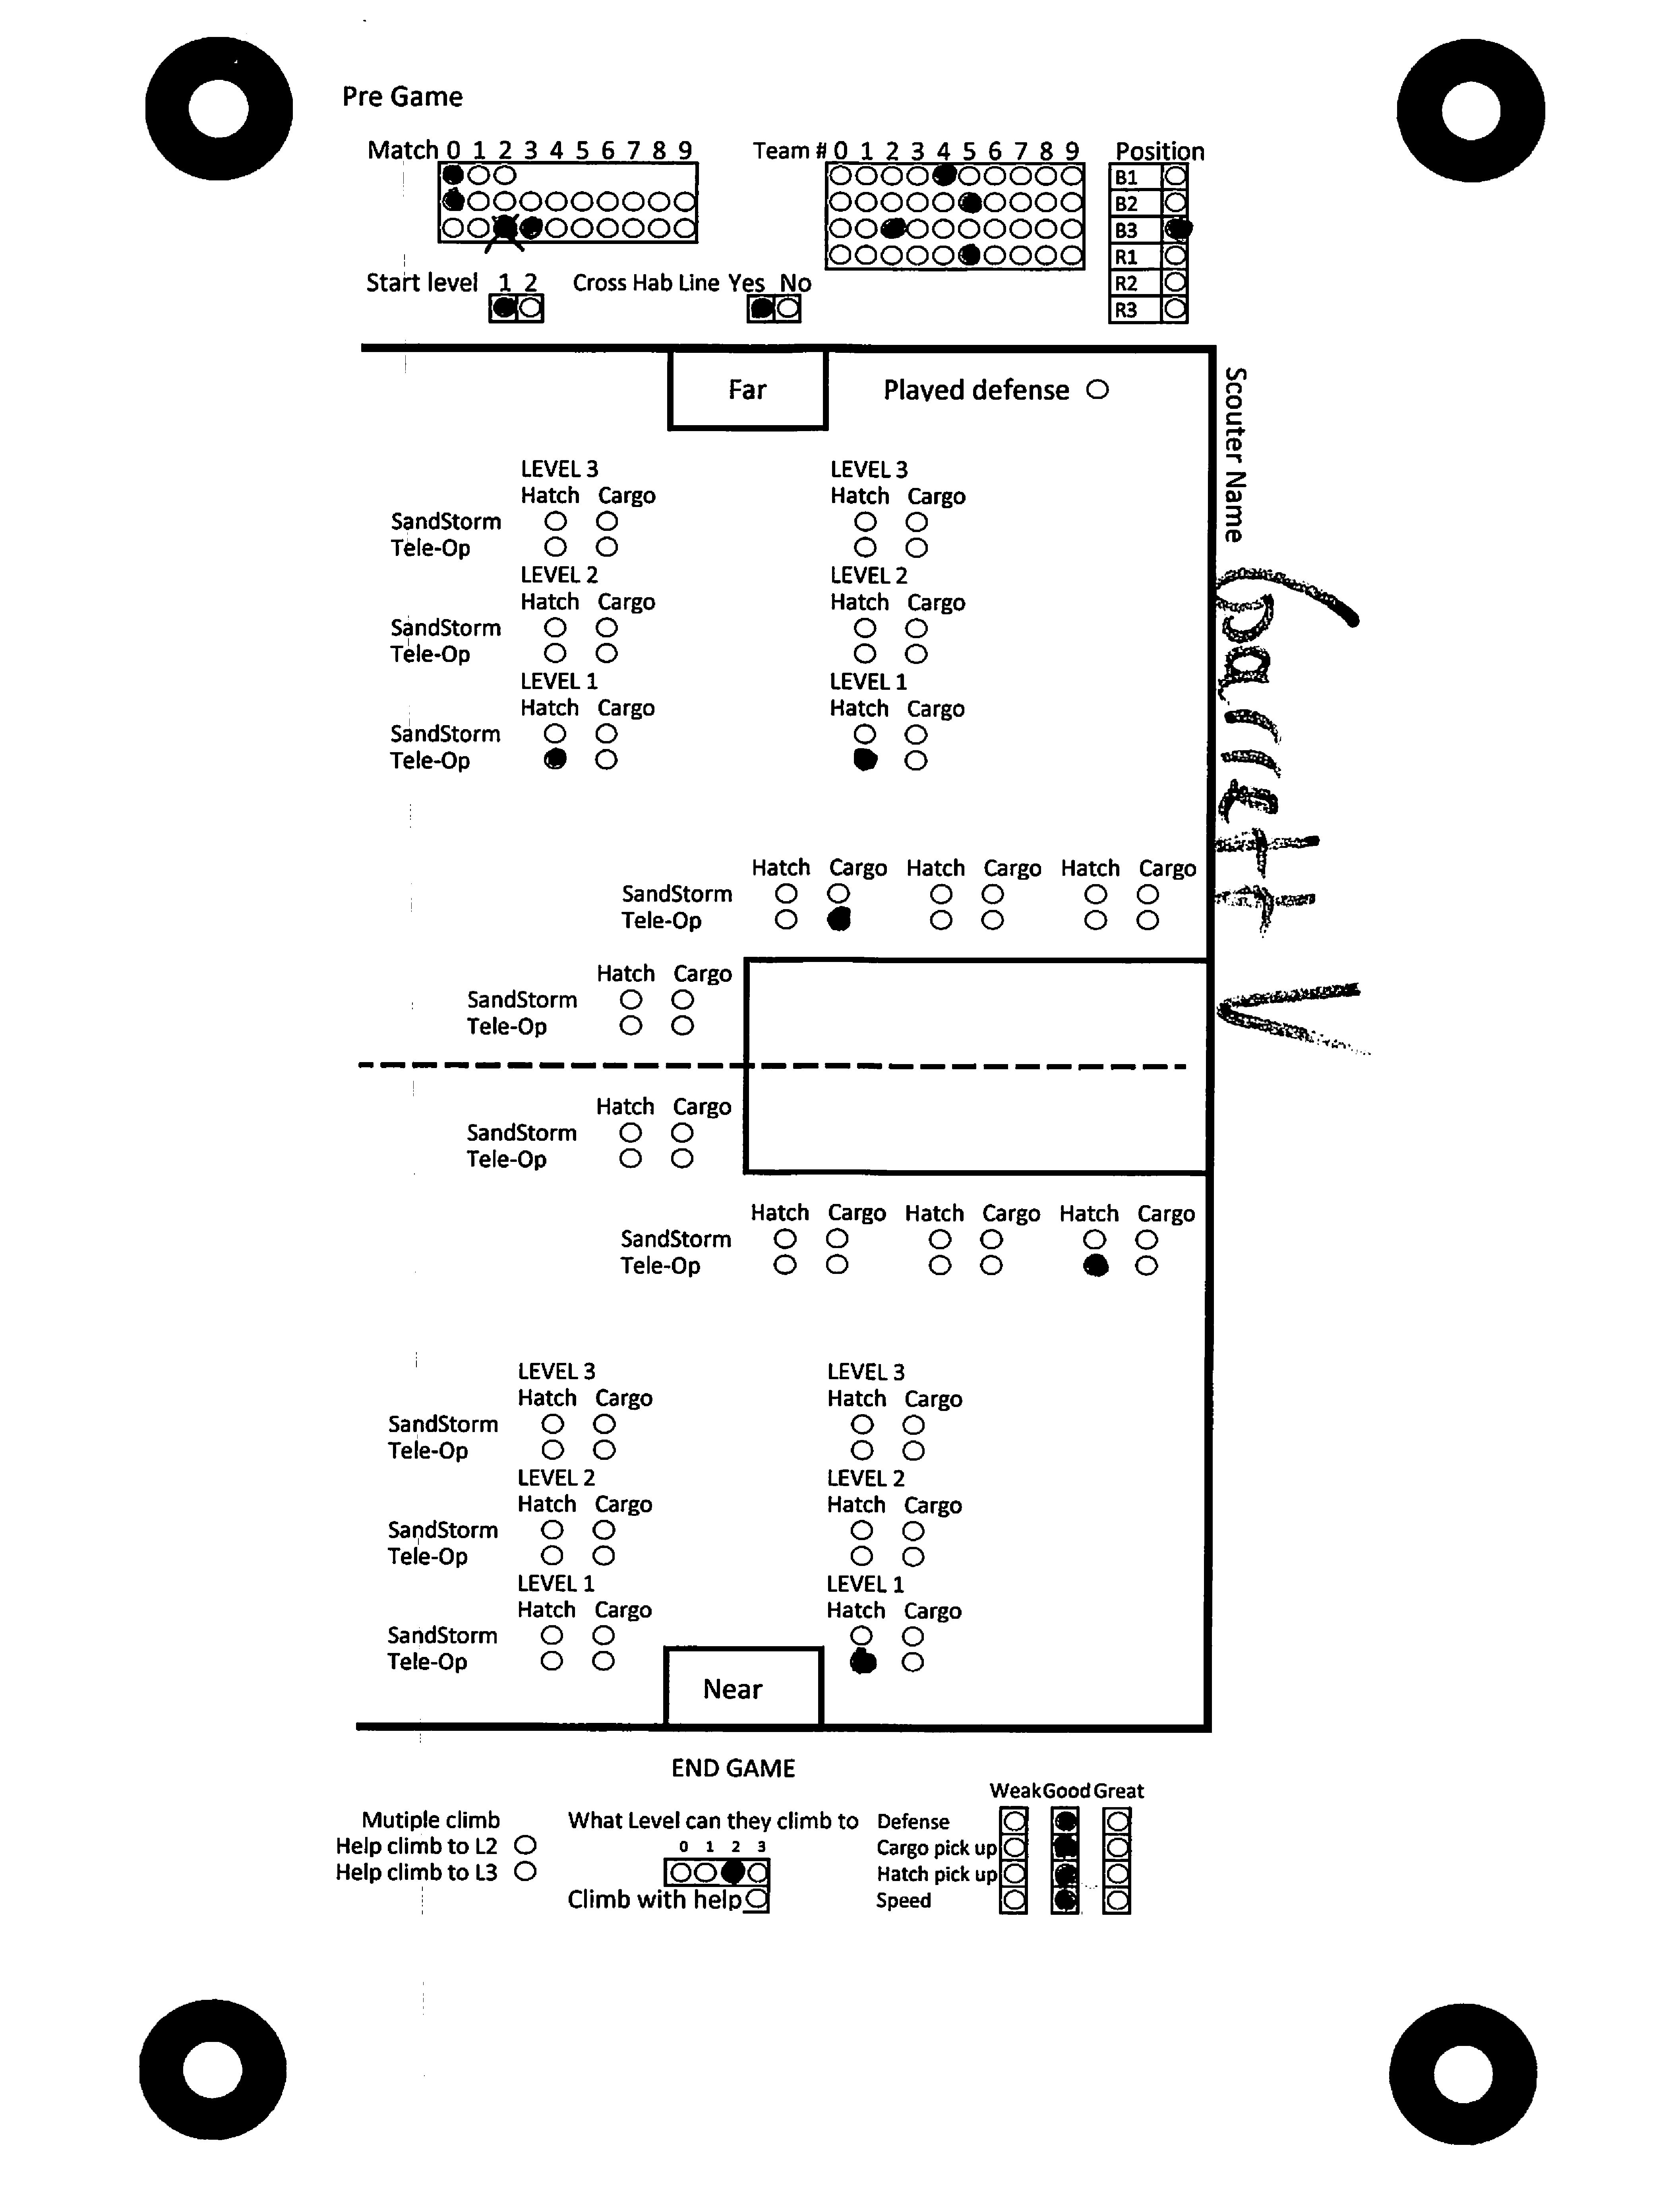 Pre Game
Match 0 1 2 3 4 5 6 7 8 9
Team # 0 1 2 3 4 5 6 7 8 9
Position
B1
B2
B3
R1
R2
R3
Start level 1 2
Cross Hab Line Yes No
Far
Played defense
Scouter Name
LEVEL 3 LEVEL 3
Hatch Cargo Hatch Cargo
SandStorm
Tele-Op
LEVEL 2 LEVEL 2
Hatch Cargo Hatch Cargo
SandStorm
Tele-Op
LEVEL 1 LEVEL 1
Hatch Cargo Hatch Cargo
SandStorm
Tele-Op
Hatch Cargo Hatch Cargo Hatch Cargo
SandStorm
Tele-Op
Hatch Cargo
SandStorm
Tele-Op
Hatch Cargo
SandStorm
Tele-Op
Hatch Cargo Hatch Cargo Hatch Cargo
SandStorm
Tele-Op
LEVEL 3 LEVEL 3
Hatch Cargo Hatch Cargo
SandStorm
Tele-Op
LEVEL 2 LEVEL 2
Hatch Cargo Hatch Cargo
SandStorm
Tele-Op
LEVEL 1 LEVEL 1
Hatch Cargo Hatch Cargo
SandStorm
Tele-Op
Near
END GAME
Mutiple climb
Help climb to L2
Help climb to L3
What Level can they climb to
0 1 2 3
Climb with help
Weak Good Great
Defense
Cargo pick up
Hatch pick up
Speed